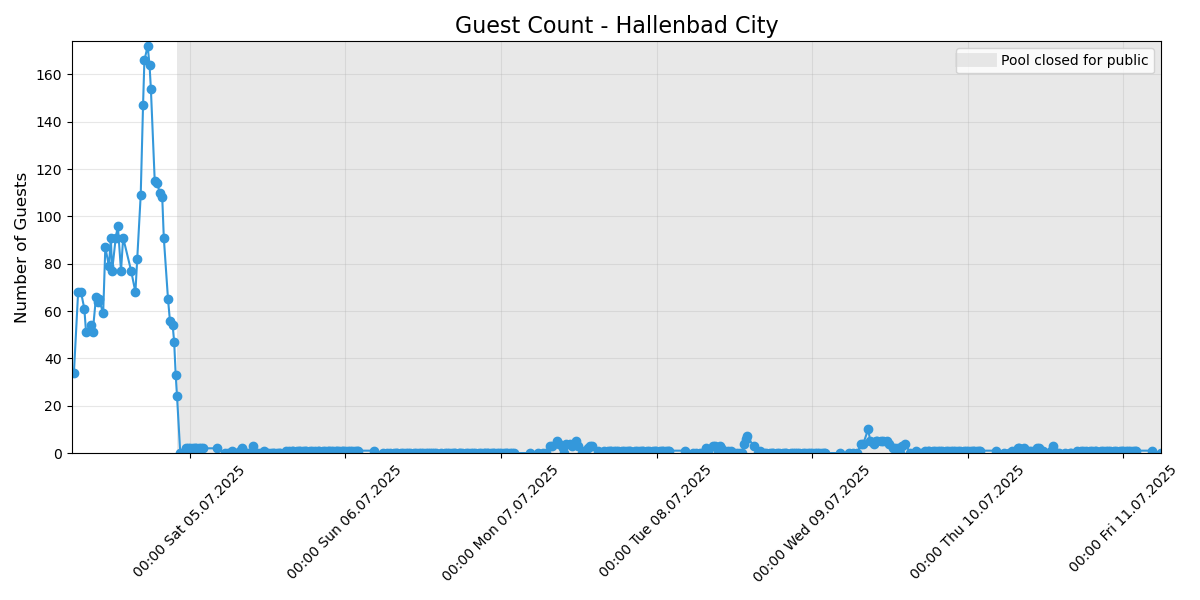 Guest Count - Hallenbad City
Pool closed for public
Number of Guests
160
140
120
100
80
60
40
20
0
00:00 Sat 05.07.2025
00:00 Sun 06.07.2025
00:00 Mon 07.07.2025
00:00 Tue 08.07.2025
00:00 Wed 09.07.2025
00:00 Thu 10.07.2025
00:00 Fri 11.07.2025